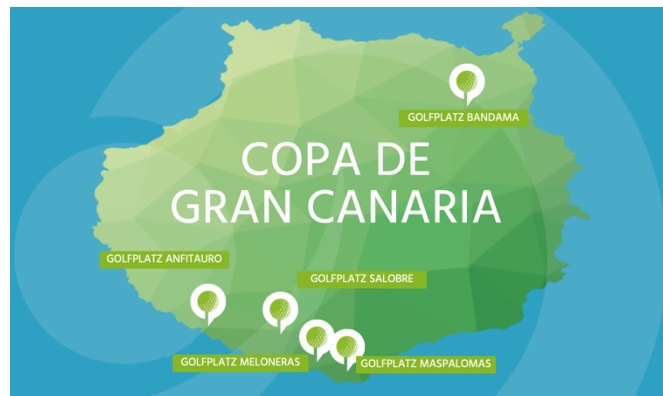 GOLFPLATZ BANDAMA
COPA DE
GRAN CANARIA
GOLFPLATZ ANFITAURO
GOLFPLATZ SALOBRE
GOLFPLATZ MELONERAS
GOLFPLATZ MASPALOMAS